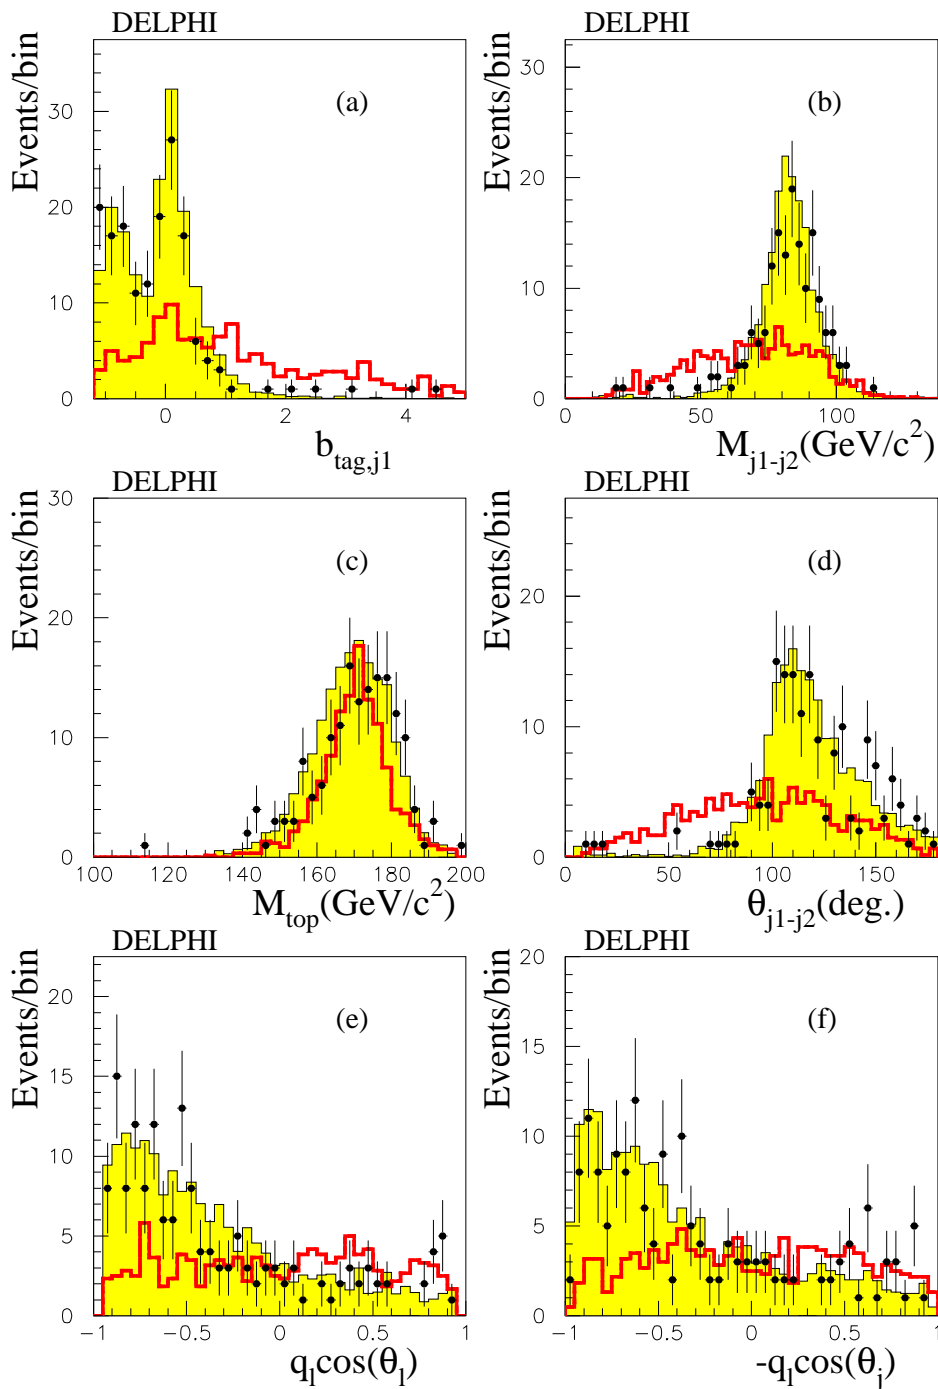 DELPHI
Events/bin
(a)
30
20
10
0
0 2 4
b_tag,j1
DELPHI
Events/bin
(b)
30
20
10
0
0 50 100
M_j1-j2(GeV/c^2)
DELPHI
Events/bin
(c)
30
20
10
0
100 120 140 160 180 200
M_top(GeV/c^2)
DELPHI
Events/bin
(d)
20
10
0
0 50 100 150
θ_j1-j2(deg.)
DELPHI
Events/bin
(e)
20
15
10
5
0
−1 −0.5 0 0.5 1
q_lcos(θ_l)
DELPHI
Events/bin
(f)
20
15
10
5
0
−1 −0.5 0 0.5 1
-q_lcos(θ_j)